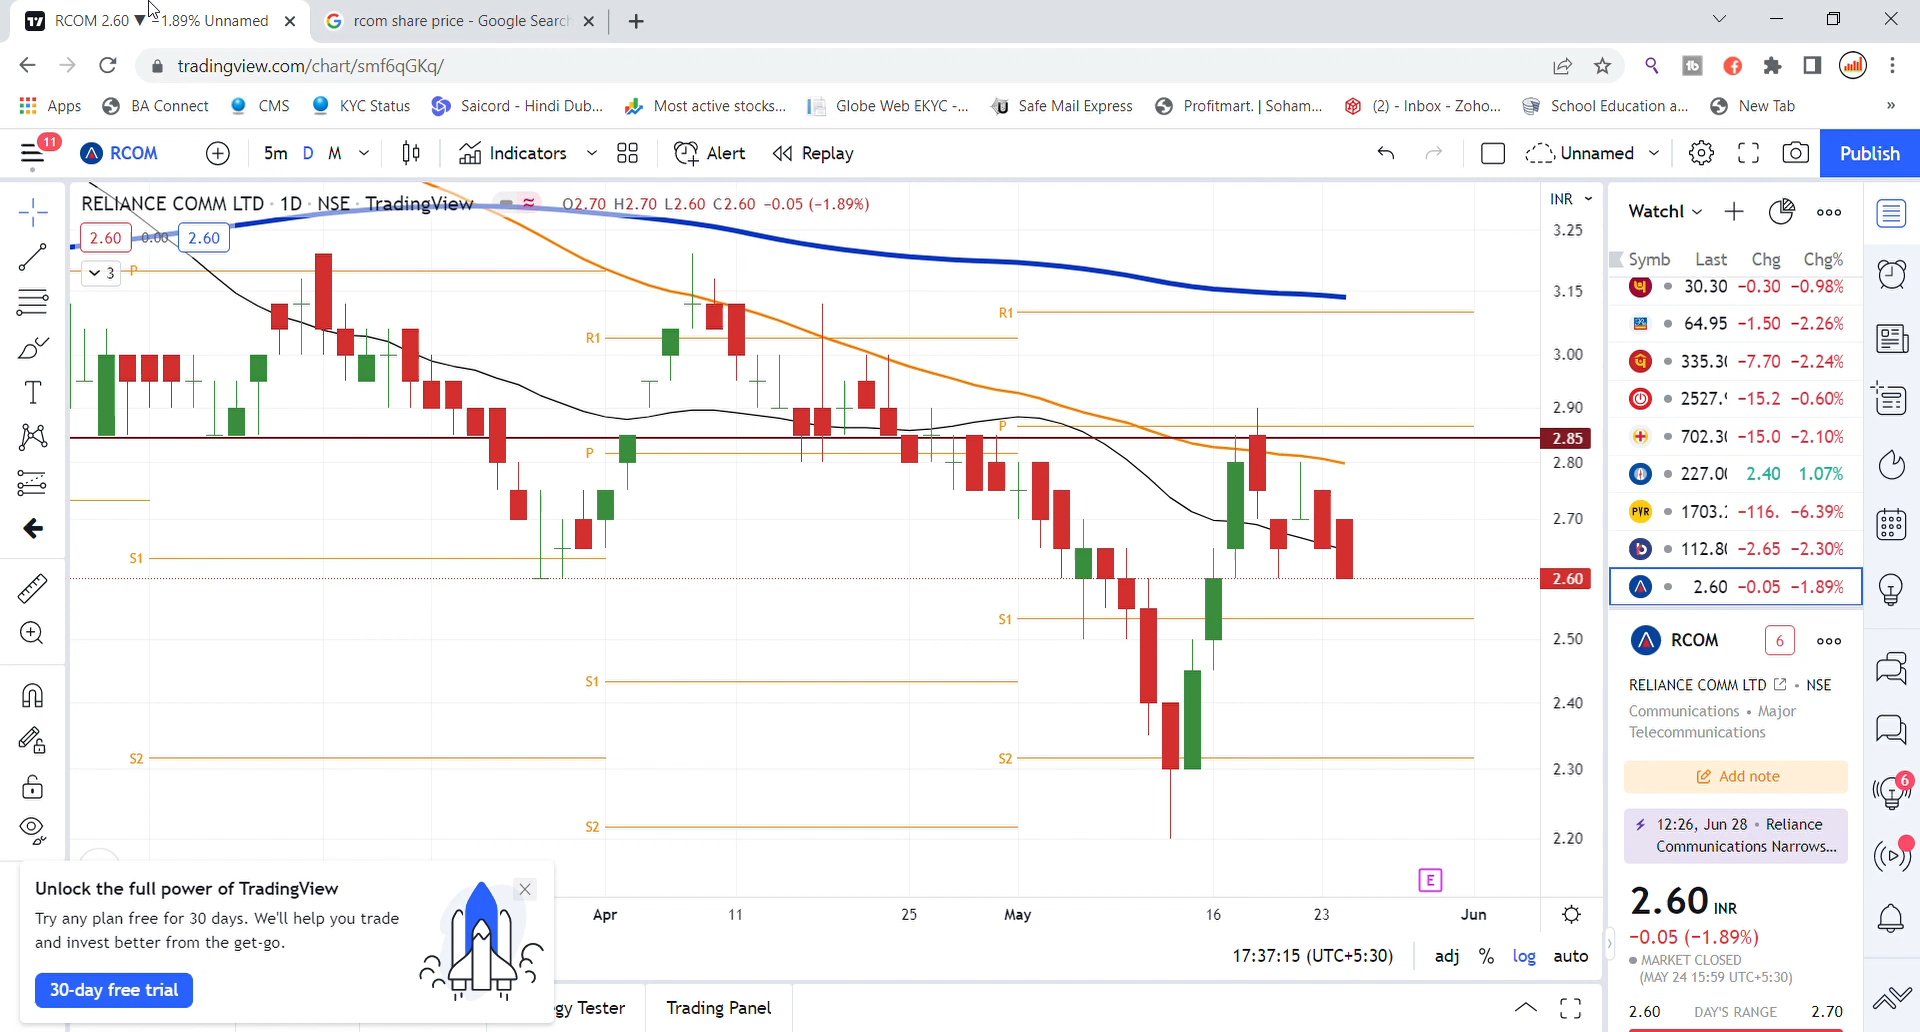 RCOM 2.60 ▼ −1.89% Unnamed
rcom share price - Google Search
tradingview.com/chart/smf6qGKq/
Apps BA Connect CMS KYC Status Saicord - Hindi Dub... Most active stocks... Globe Web EKYC -... Safe Mail Express Profitmart. | Soham... (2) - Inbox - Zoho... School Education a... New Tab »
11 RCOM 5m D M Indicators Alert Replay Unnamed Publish
RELIANCE COMM LTD · 1D · NSE · TradingView O2.70 H2.70 L2.60 C2.60 −0.05 (−1.89%)
2.60 0.00 2.60
3
P
R1
P
S1
S1
S2
S2
R1
P
S1
S2
E
INR
3.25
3.15
3.00
2.90
2.85
2.80
2.70
2.60
2.50
2.40
2.30
2.20
Apr 11 25 May 16 23 Jun
17:37:15 (UTC+5:30) adj % log auto
Unlock the full power of TradingView
Try any plan free for 30 days. We'll help you trade
and invest better from the get-go.
30-day free trial
gy Tester Trading Panel
Watchl
Symb Last Chg Chg%
30.30 −0.30 −0.98%
64.95 −1.50 −2.26%
335.30 −7.70 −2.24%
2527. −15.2 −0.60%
702.30 −15.0 −2.10%
227.00 2.40 1.07%
PVR 1703. −116. −6.39%
112.80 −2.65 −2.30%
2.60 −0.05 −1.89%
RCOM 6
RELIANCE COMM LTD • NSE
Communications • Major
Telecommunications
Add note
12:26, Jun 28 • Reliance
Communications Narrows...
2.60 INR
−0.05 (−1.89%)
MARKET CLOSED
(MAY 24 15:59 UTC+5:30)
2.60 DAY'S RANGE 2.70
6